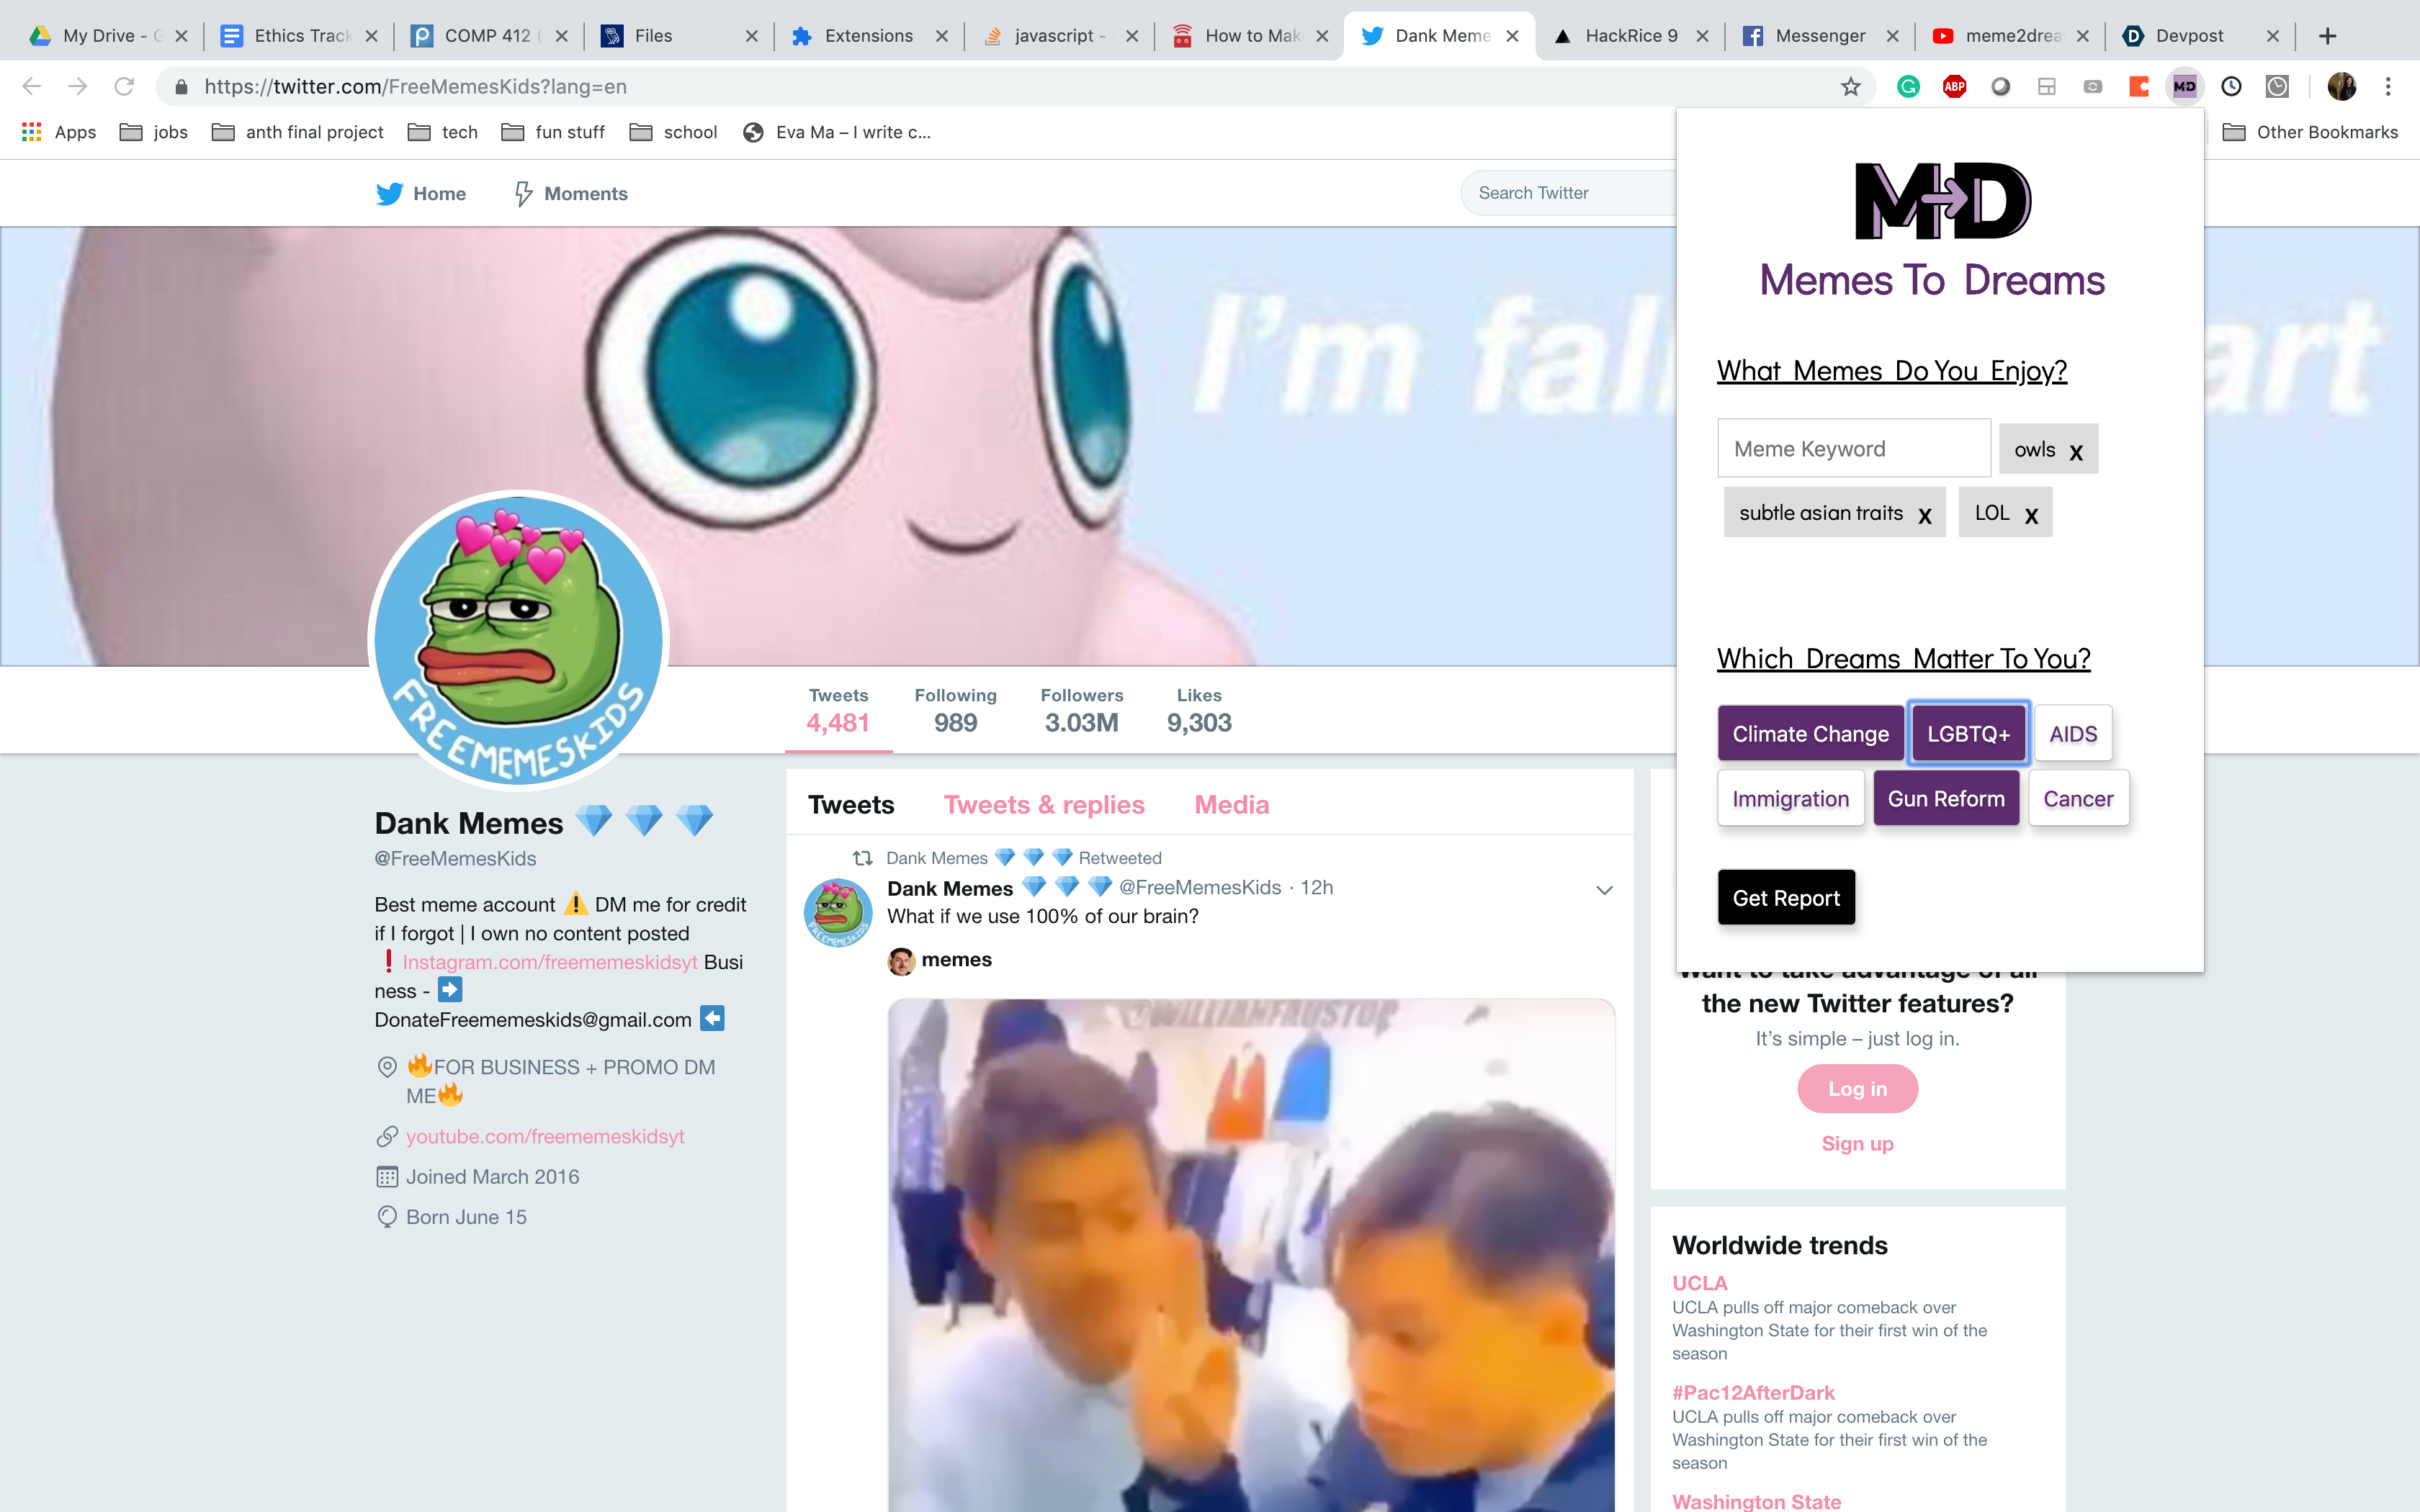 My Drive -
Ethics Track
COMP 412
Files
Extensions
javascript -
How to Mak
Dank Meme
HackRice 9
Messenger
meme2drea
Devpost
https://twitter.com/FreeMemesKids?lang=en
ABP
M→D
Apps
jobs
anth final project
tech
fun stuff
school
Eva Ma – I write c...
Other Bookmarks
Home
Moments
Search Twitter
I'm fal
art
FREEMEMESKIDS
Tweets
4,481
Following
989
Followers
3.03M
Likes
9,303
Dank Memes 💎 💎 💎
@FreeMemesKids
Best meme account ⚠️ DM me for credit
if I forgot | I own no content posted
❗ Instagram.com/freememeskidsyt Busi
ness - ➡️
DonateFreememeskids@gmail.com ⬅️
🔥FOR BUSINESS + PROMO DM
ME🔥
youtube.com/freememeskidsyt
Joined March 2016
Born June 15
Tweets
Tweets & replies
Media
Dank Memes 💎 💎 💎 Retweeted
Dank Memes 💎 💎 💎 @FreeMemesKids · 12h
What if we use 100% of our brain?
memes
M→D
Memes To Dreams
What Memes Do You Enjoy?
Meme Keyword
owls x
subtle asian traits x
LOL x
Which Dreams Matter To You?
Climate Change
LGBTQ+
AIDS
Immigration
Gun Reform
Cancer
Get Report
Want to take advantage of all
the new Twitter features?
It's simple – just log in.
Log in
Sign up
Worldwide trends
UCLA
UCLA pulls off major comeback over
Washington State for their first win of the
season
#Pac12AfterDark
UCLA pulls off major comeback over
Washington State for their first win of the
season
Washington State